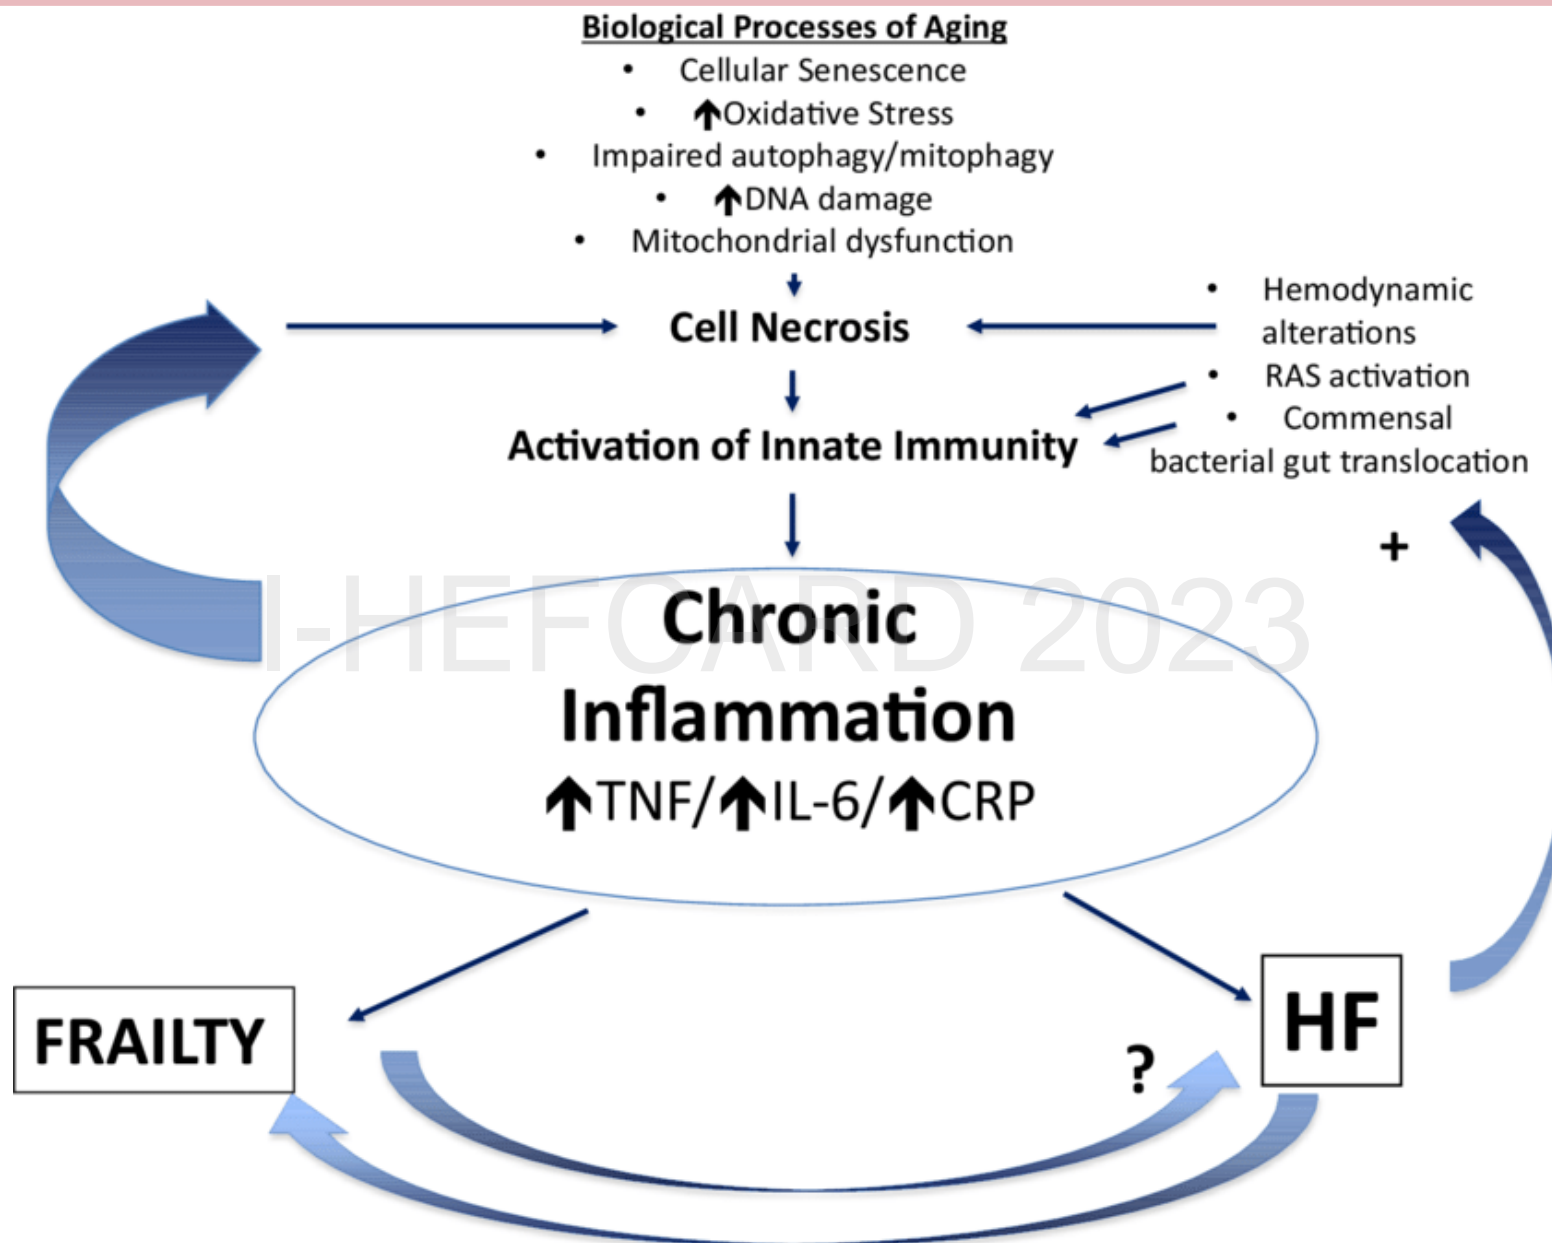 Biological Processes of Aging
• Cellular Senescence
• ⬆Oxidative Stress
• Impaired autophagy/mitophagy
• ⬆DNA damage
• Mitochondrial dysfunction
Cell Necrosis
• Hemodynamic
alterations
• RAS activation
• Commensal
bacterial gut translocation
Activation of Innate Immunity
+
I-HEFCARD 2023
Chronic
Inflammation
⬆TNF/⬆IL-6/⬆CRP
FRAILTY
HF
?